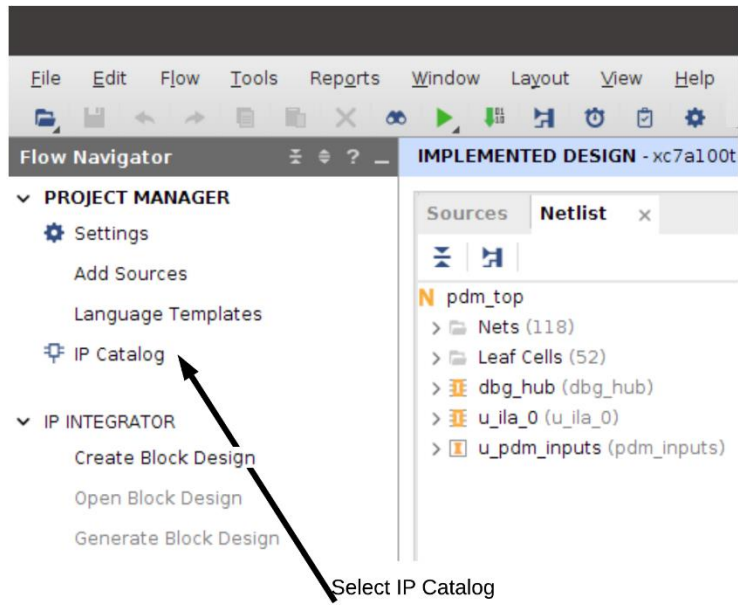 File Edit Flow Tools Reports Window Layout View Help
Flow Navigator ? _
IMPLEMENTED DESIGN - xc7a100t
PROJECT MANAGER
Settings
Add Sources
Language Templates
IP Catalog
IP INTEGRATOR
Create Block Design
Open Block Design
Generate Block Design
Sources Netlist ×
N pdm_top
Nets (118)
Leaf Cells (52)
dbg_hub (dbg_hub)
u_ila_0 (u_ila_0)
u_pdm_inputs (pdm_inputs)
Select IP Catalog